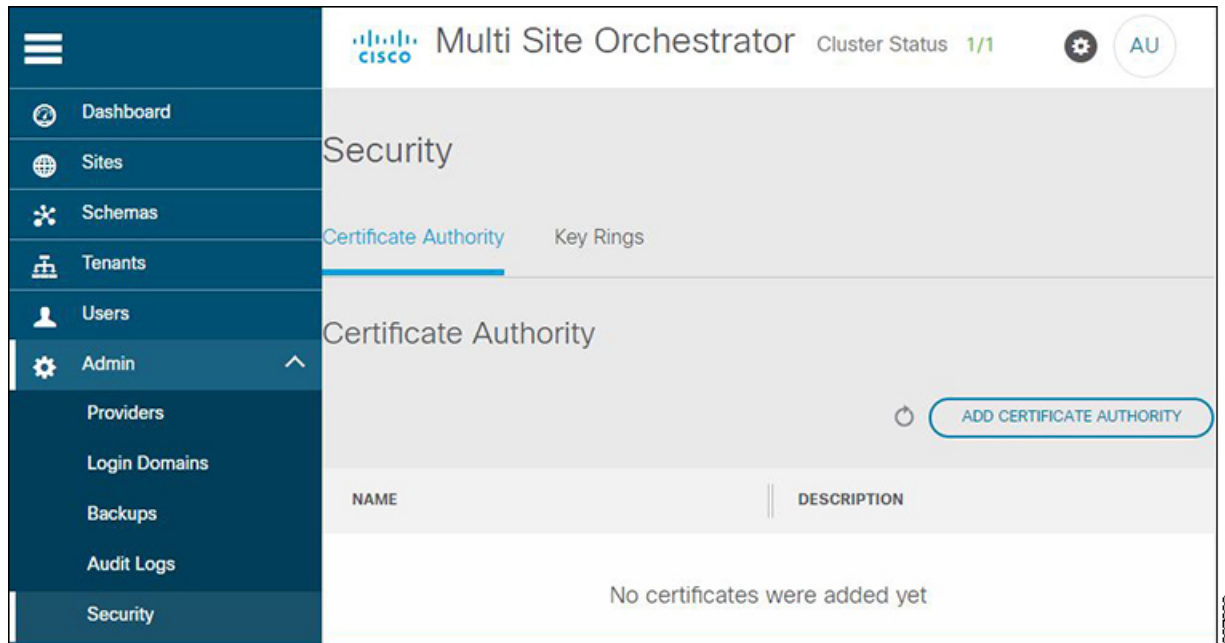 CISCO Multi Site Orchestrator Cluster Status 1/1 AU
Dashboard
Sites
Schemas
Tenants
Users
Admin
Providers
Login Domains
Backups
Audit Logs
Security
Security
Certificate Authority Key Rings
Certificate Authority
ADD CERTIFICATE AUTHORITY
NAME DESCRIPTION
No certificates were added yet